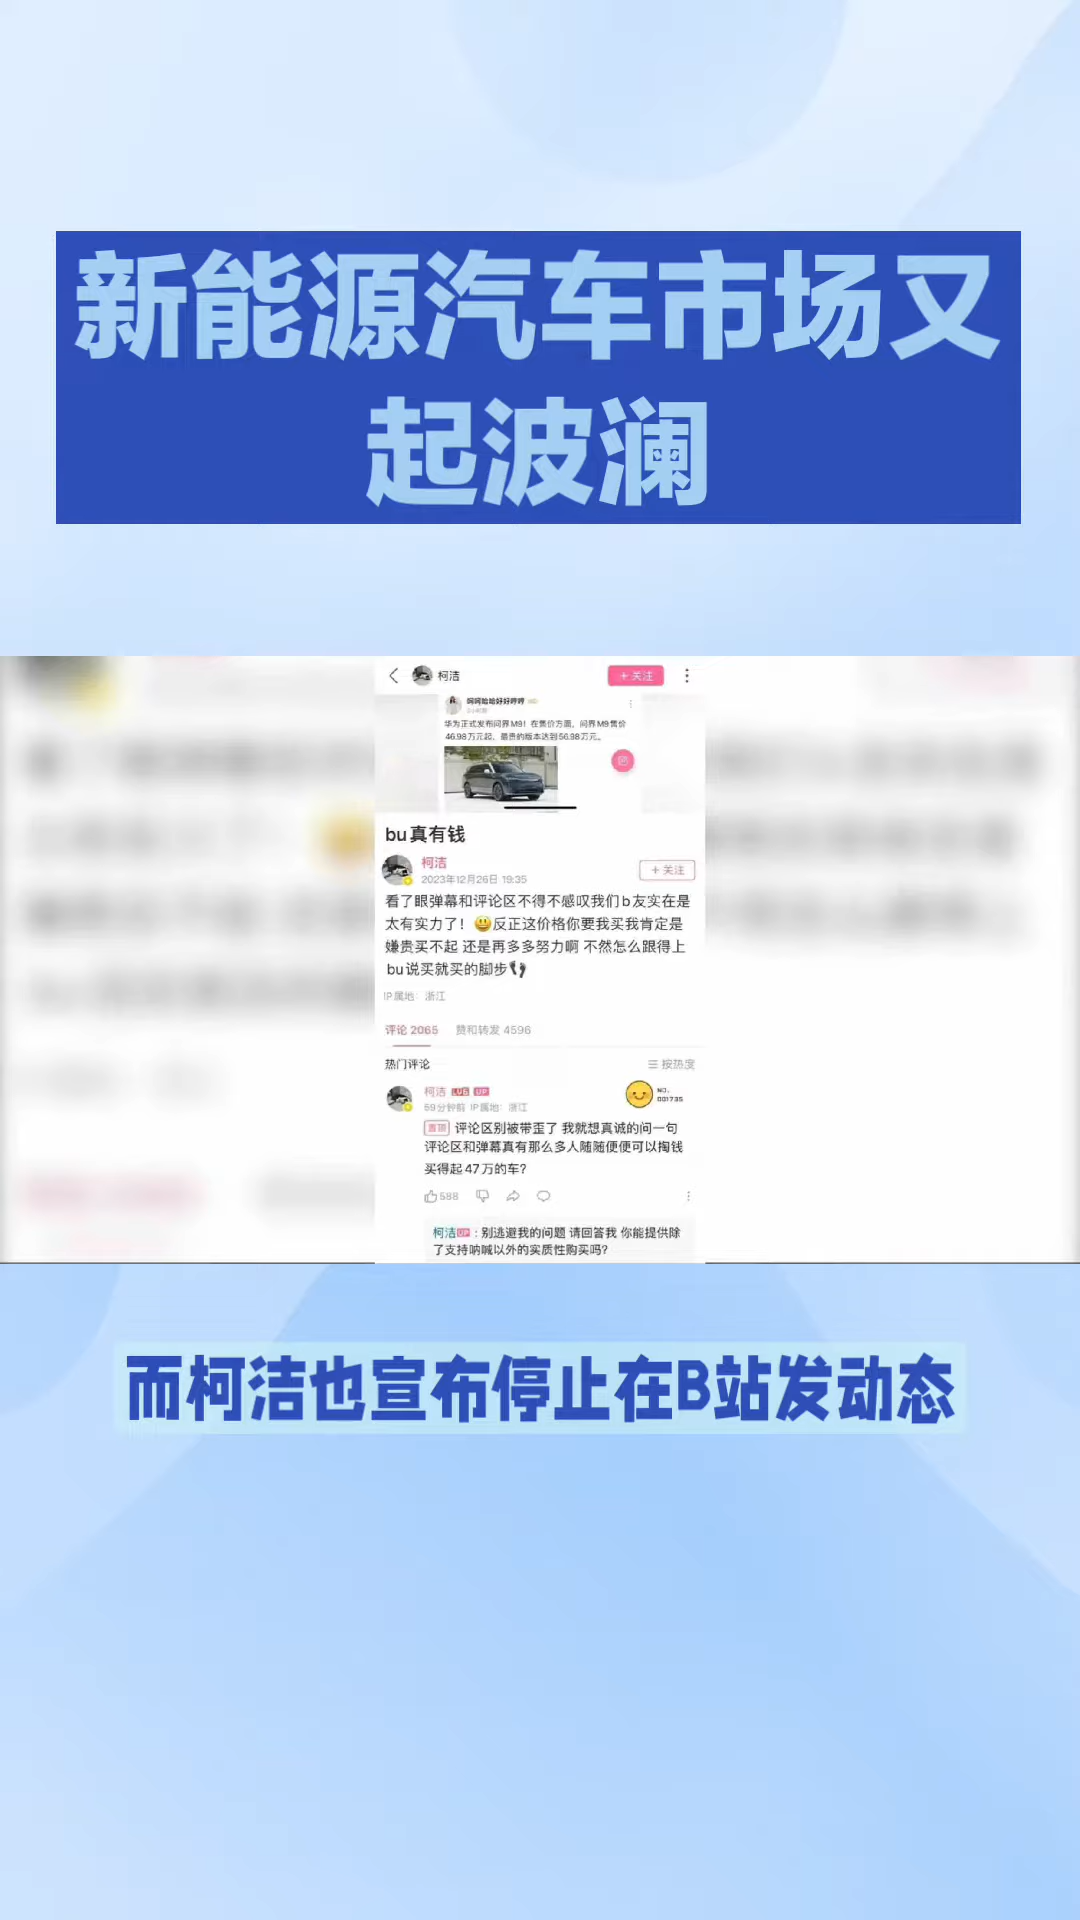 新能源汽车市场又
起波澜
柯洁
+ 关注
呵呵哈哈好好哼哼
华为正式发布问界M9！在售价方面，问界M9售价
46.98万元起，最贵的版本达到56.98万元。
bu真有钱
柯洁
2023年12月26日 19:35
+ 关注
看了眼弹幕和评论区不得不感叹我们b友实在是
太有实力了！😃反正这价格你要我买我肯定是
嫌贵买不起 还是再多多努力啊 不然怎么跟得上
bu说买就买的脚步👣
IP属地：浙江
评论 2065 赞和转发 4596
热门评论
按热度
柯洁 LV6 UP
NO.
001735
59分钟前 IP属地：浙江
置顶 评论区别被带歪了 我就想真诚的问一句
评论区和弹幕真有那么多人随随便便可以掏钱
买得起47万的车?
588
柯洁UP：别逃避我的问题 请回答我 你能提供除
了支持呐喊以外的实质性购买吗?
而柯洁也宣布停止在B站发动态